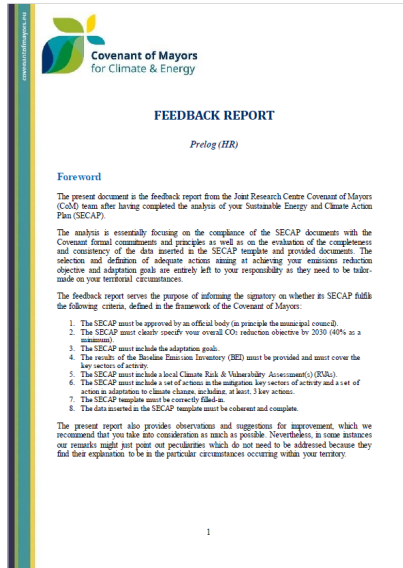 covenantofmayors.eu
Covenant of Mayors
for Climate & Energy
FEEDBACK REPORT
Prelog (HR)
Foreword
The present document is the feedback report from the Joint Research Centre Covenant of Mayors
(CoM) team after having completed the analysis of your Sustainable Energy and Climate Action
Plan (SECAP).
The analysis is essentially focusing on the compliance of the SECAP documents with the
Covenant formal commitments and principles as well as on the evaluation of the completeness
and consistency of the data inserted in the SECAP template and provided documents. The
selection and definition of adequate actions aiming at achieving your emissions reduction
objective and adaptation goals are entirely left to your responsibility as they need to be tailor-
made on your territorial circumstances.
The feedback report serves the purpose of informing the signatory on whether its SECAP fulfils
the following criteria, defined in the framework of the Covenant of Mayors:
1. The SECAP must be approved by an official body (in principle the municipal council).
2. The SECAP must clearly specify your overall CO₂ reduction objective by 2030 (40% as a
minimum).
3. The SECAP must include the adaptation goals.
4. The results of the Baseline Emission Inventory (BEI) must be provided and must cover the
key sectors of activity.
5. The SECAP must include a local Climate Risk & Vulnerability Assessment(s) (RVAs).
6. The SECAP must include a set of actions in the mitigation key sectors of activity and a set of
action in adaptation to climate change, including, at least, 3 key actions.
7. The SECAP template must be correctly filled-in.
8. The data inserted in the SECAP template must be coherent and complete.
The present report also provides observations and suggestions for improvement, which we
recommend that you take into consideration as much as possible. Nevertheless, in some instances
our remarks might just point out peculiarities which do not need to be addressed because they
find their explanation to be in the particular circumstances occurring within your territory.
1